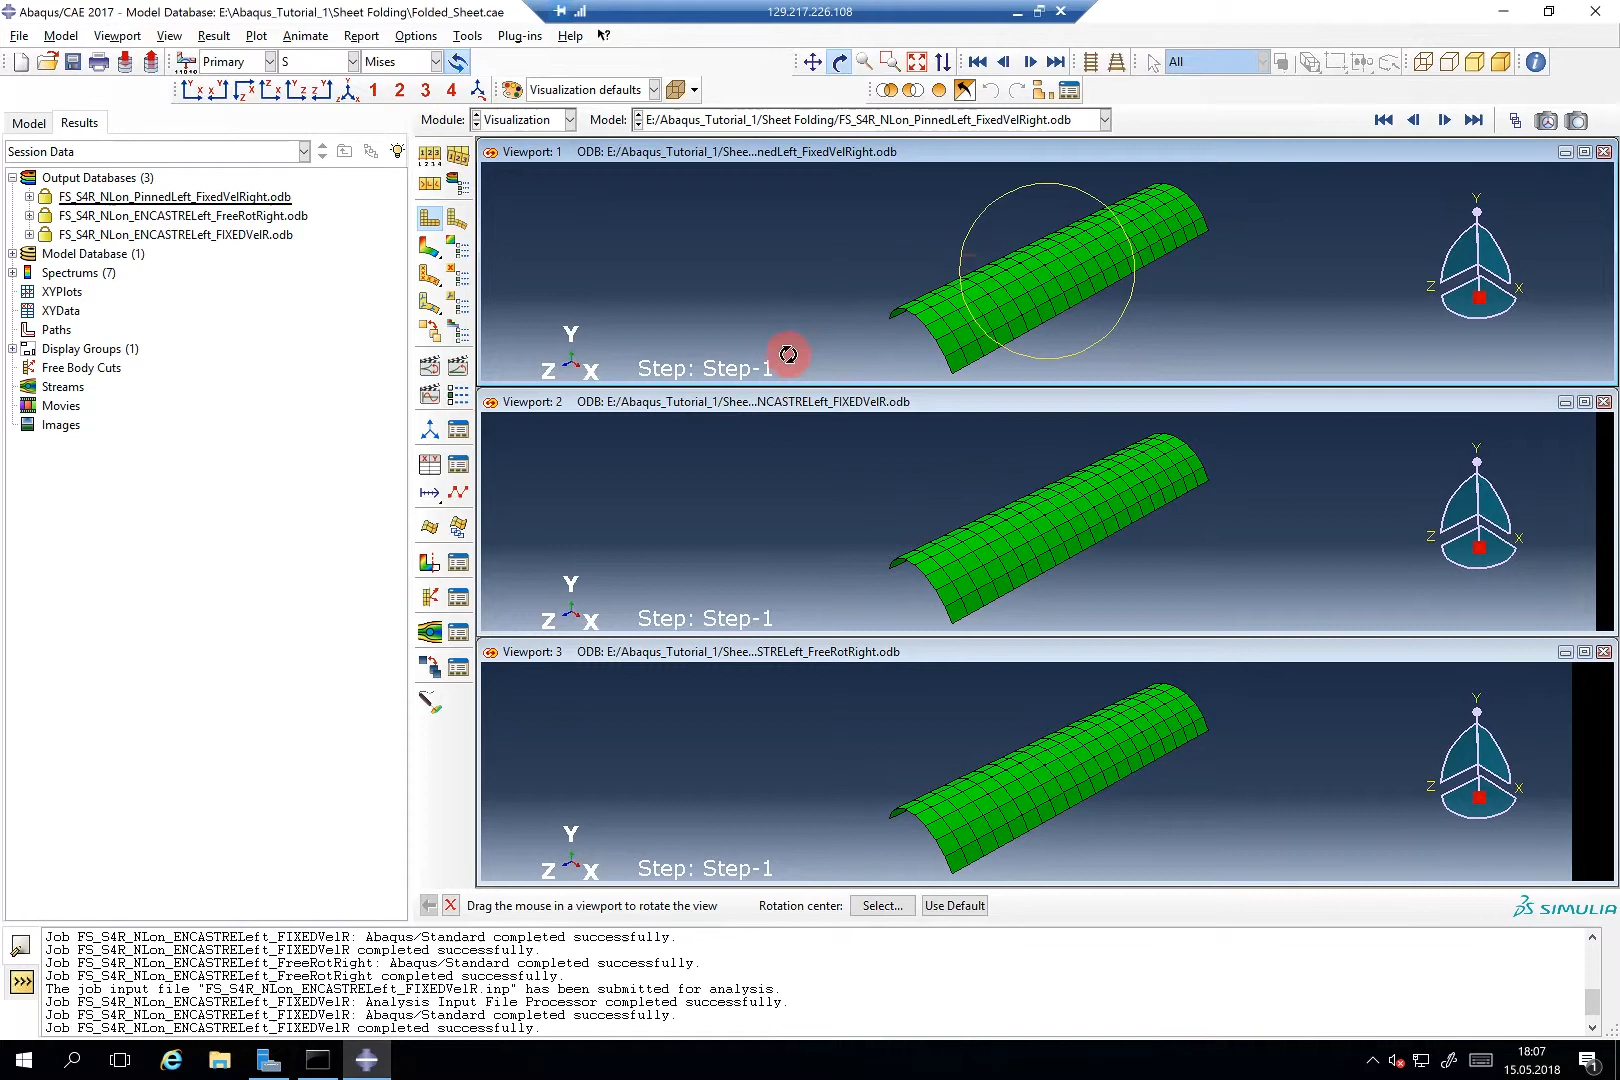 Abaqus/CAE 2017 - Model Database: E:\Abaqus_Tutorial_1\Sheet Folding\Folded_Sheet.cae
129.217.226.108
File Model Viewport View Result Plot Animate Report Options Tools Plug-ins Help
Primary S Mises All
1 2 3 4 Visualization defaults
Model Results
Module: Visualization Model: E:/Abaqus_Tutorial_1/Sheet Folding/FS_S4R_NLon_PinnedLeft_FixedVelRight.odb
Session Data
Output Databases (3)
FS_S4R_NLon_PinnedLeft_FixedVelRight.odb
FS_S4R_NLon_ENCASTRELeft_FreeRotRight.odb
FS_S4R_NLon_ENCASTRELeft_FIXEDVelR.odb
Model Database (1)
Spectrums (7)
XYPlots
XYData
Paths
Display Groups (1)
Free Body Cuts
Streams
Movies
Images
Viewport: 1 ODB: E:/Abaqus_Tutorial_1/Shee...nedLeft_FixedVelRight.odb
Y
Z X
Y
Z X
Step: Step-1
Viewport: 2 ODB: E:/Abaqus_Tutorial_1/Shee...NCASTRELeft_FIXEDVelR.odb
Y
Z X
Y
Z X
Step: Step-1
Viewport: 3 ODB: E:/Abaqus_Tutorial_1/Shee...STRELeft_FreeRotRight.odb
Y
Z X
Y
Z X
Step: Step-1
Drag the mouse in a viewport to rotate the view Rotation center: Select... Use Default
SIMULIA
Job FS_S4R_NLon_ENCASTRELeft_FIXEDVelR: Abaqus/Standard completed successfully.
Job FS_S4R_NLon_ENCASTRELeft_FIXEDVelR completed successfully.
Job FS_S4R_NLon_ENCASTRELeft_FreeRotRight: Abaqus/Standard completed successfully.
Job FS_S4R_NLon_ENCASTRELeft_FreeRotRight completed successfully.
The job input file "FS_S4R_NLon_ENCASTRELeft_FIXEDVelR.inp" has been submitted for analysis.
Job FS_S4R_NLon_ENCASTRELeft_FIXEDVelR: Analysis Input File Processor completed successfully.
Job FS_S4R_NLon_ENCASTRELeft_FIXEDVelR: Abaqus/Standard completed successfully.
Job FS_S4R_NLon_ENCASTRELeft_FIXEDVelR completed successfully.
18:07
15.05.2018